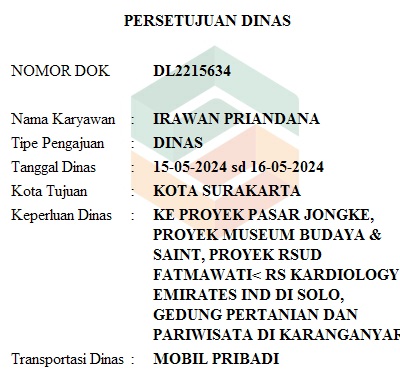 PERSETUJUAN DINAS
NOMOR DOK DL2215634
Nama Karyawan : IRAWAN PRIANDANA
Tipe Pengajuan : DINAS
Tanggal Dinas : 15-05-2024 sd 16-05-2024
Kota Tujuan : KOTA SURAKARTA
Keperluan Dinas : KE PROYEK PASAR JONGKE,
PROYEK MUSEUM BUDAYA &
SAINT, PROYEK RSUD
FATMAWATI< RS KARDIOLOGY
EMIRATES IND DI SOLO,
GEDUNG PERTANIAN DAN
PARIWISATA DI KARANGANYAR
Transportasi Dinas : MOBIL PRIBADI